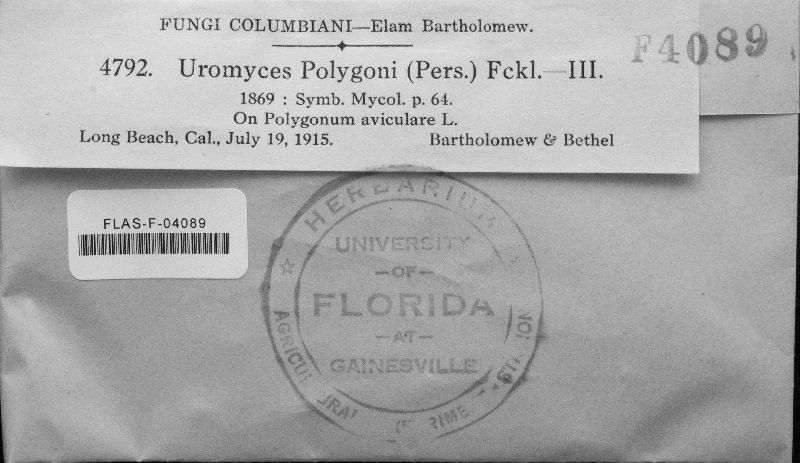 FUNGI COLUMBIANI—Elam Bartholomew.
F4089
4792. Uromyces Polygoni (Pers.) Fckl.—III.
1869 : Symb. Mycol. p. 64.
On Polygonum aviculare L.
Long Beach, Cal., July 19, 1915. Bartholomew & Bethel
FLAS-F-04089
HERBARIUM
UNIVERSITY
—OF—
FLORIDA
—AT—
GAINESVILLE